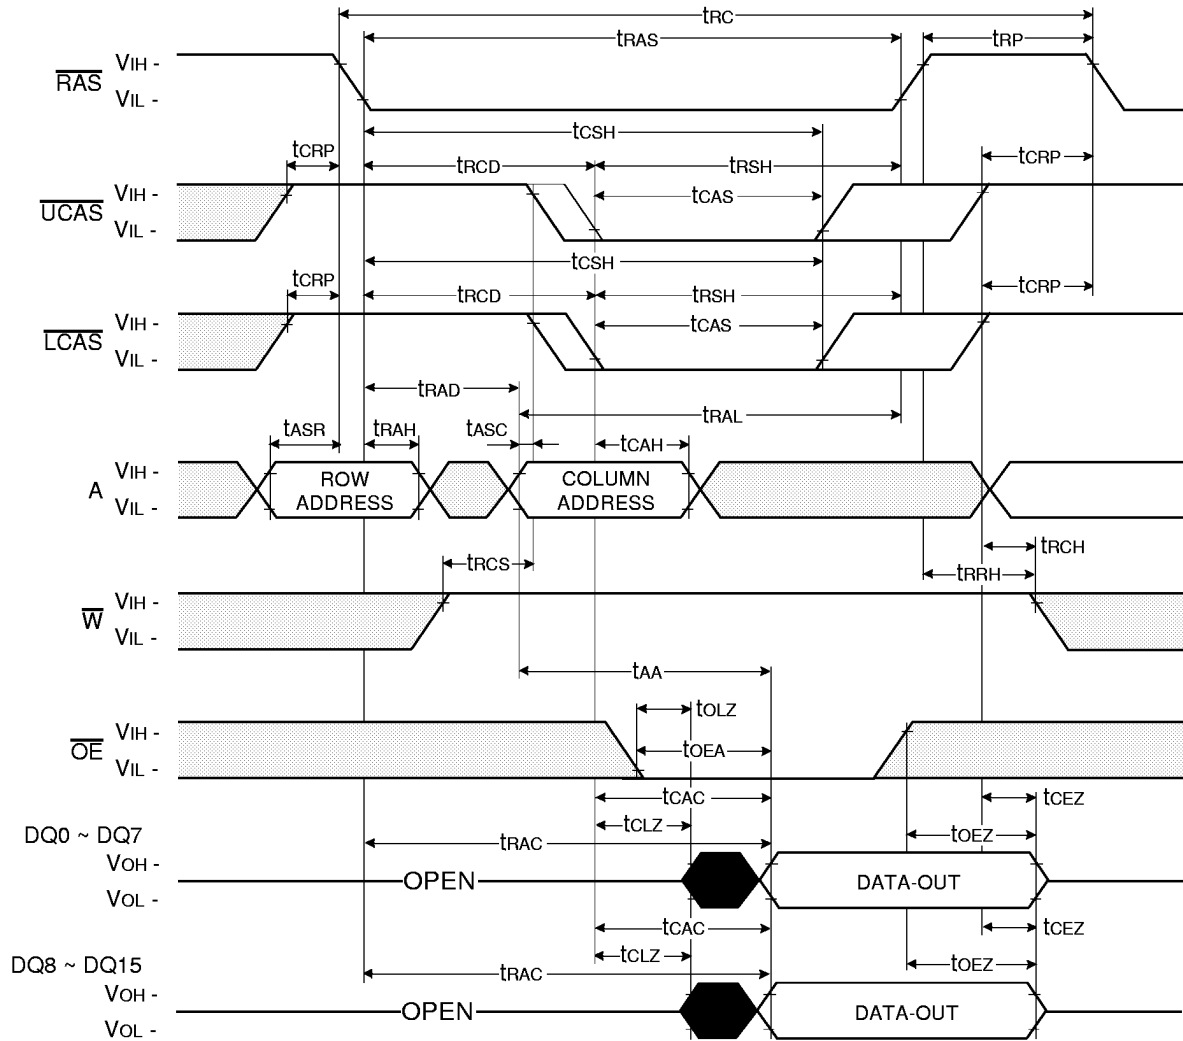 tRC
tRAS
tRP
RAS
VIH -
VIL -
tCSH
tCRP
tRCD
tRSH
tCRP
UCAS
VIH -
VIL -
tCAS
tCSH
tCRP
tRCD
tRSH
tCRP
LCAS
VIH -
VIL -
tCAS
tRAD
tRAL
tASR
tRAH
tASC
tCAH
A
VIH -
VIL -
ROW
ADDRESS
COLUMN
ADDRESS
tRCH
tRCS
tRRH
W
VIH -
VIL -
tAA
tOLZ
OE
VIH -
VIL -
tOEA
tCAC
tCEZ
tCLZ
tOEZ
DQ0 ~ DQ7
tRAC
VOH -
VOL -
OPEN
DATA-OUT
tCAC
tCEZ
tCLZ
tOEZ
DQ8 ~ DQ15
tRAC
VOH -
VOL -
OPEN
DATA-OUT